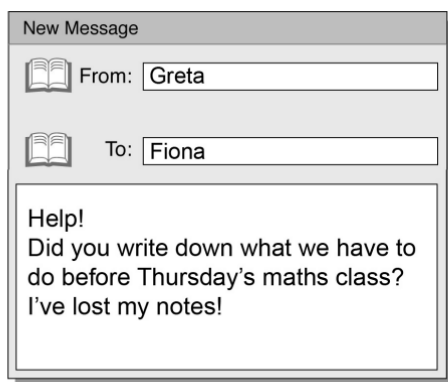 New Message
From: Greta
To: Fiona
Help!
Did you write down what we have to
do before Thursday's maths class?
I've lost my notes!